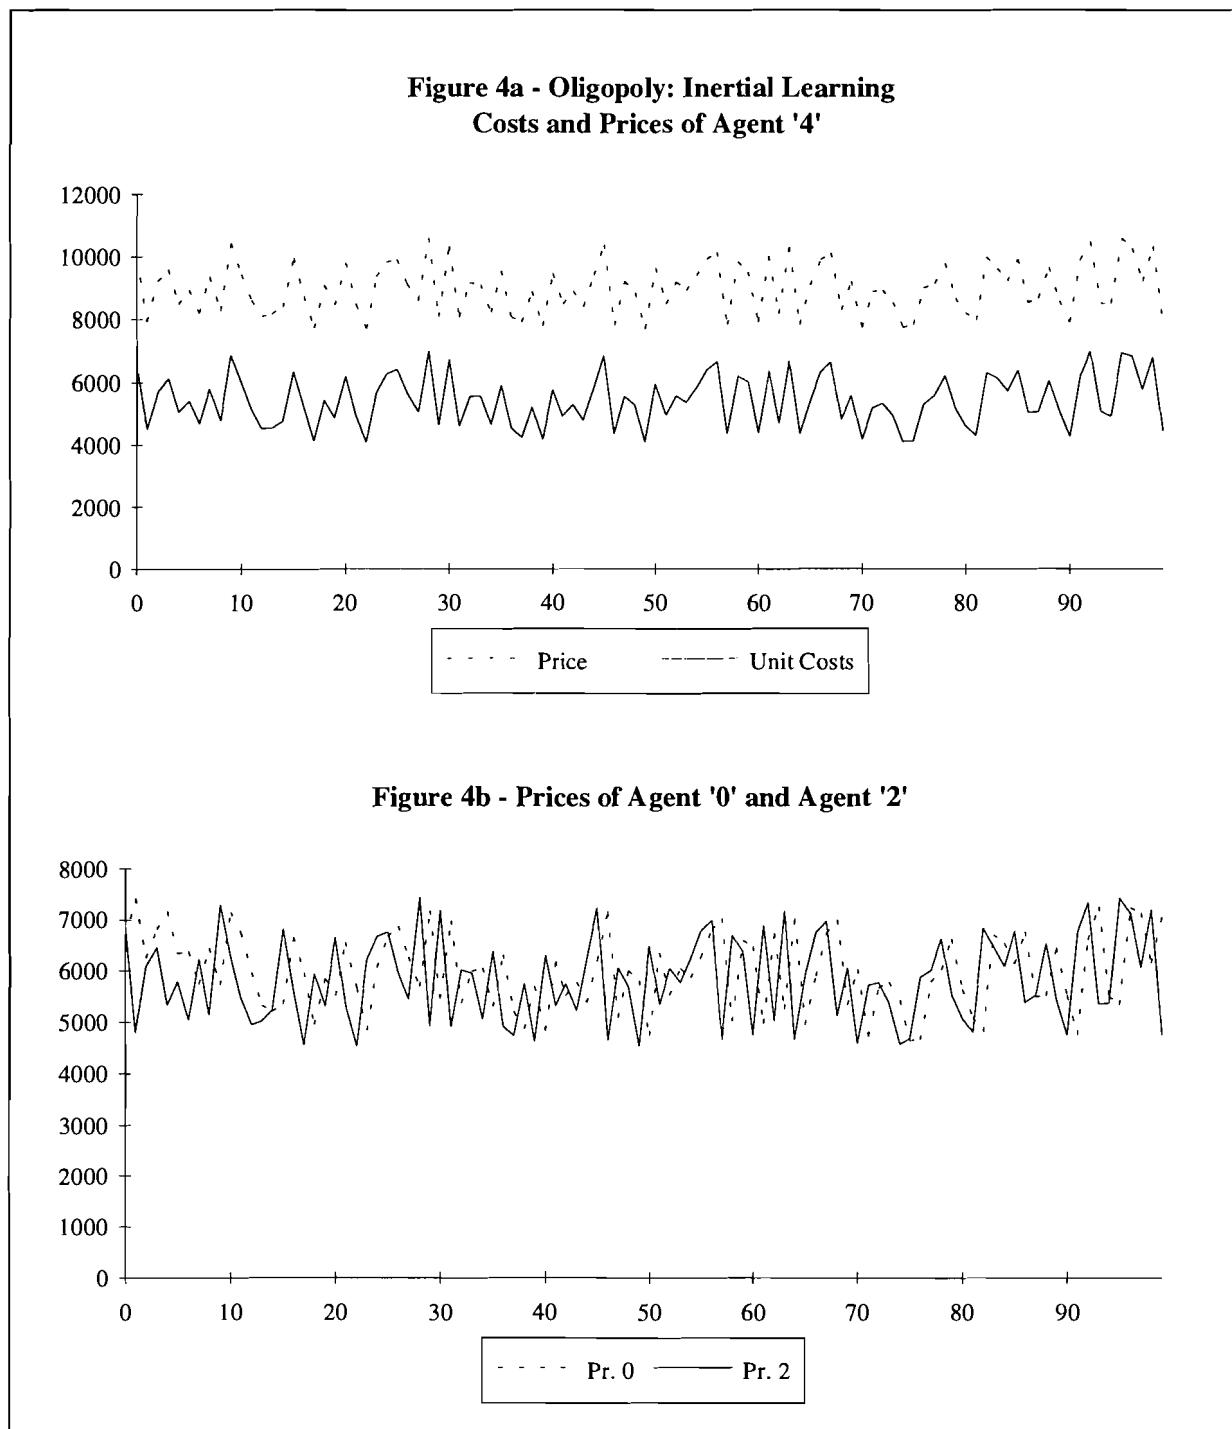 Figure 4a - Oligopoly: Inertial Learning
Costs and Prices of Agent '4'
12000
10000
8000
6000
4000
2000
0
0 10 20 30 40 50 60 70 80 90
Price Unit Costs
Figure 4b - Prices of Agent '0' and Agent '2'
8000
7000
6000
5000
4000
3000
2000
1000
0
0 10 20 30 40 50 60 70 80 90
Pr. 0 Pr. 2